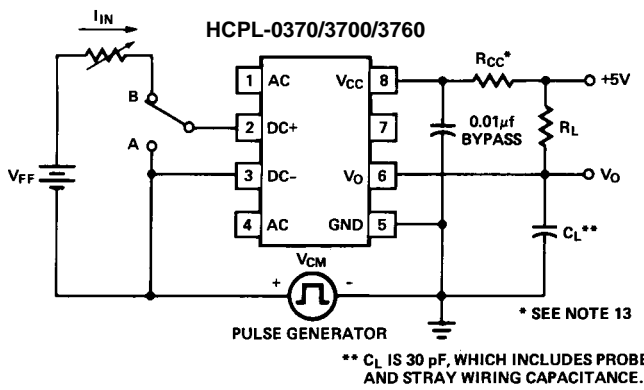 I_IN
HCPL-0370/3700/3760
R_CC*
+5V
1 AC
V_CC 8
B
0.01µf
BYPASS
R_L
2 DC+
7
A
V_FF
3 DC-
V_O 6
V_O
4 AC
GND 5
C_L**
V_CM
+ -
* SEE NOTE 13
PULSE GENERATOR
** C_L IS 30 pF, WHICH INCLUDES PROBE
AND STRAY WIRING CAPACITANCE.